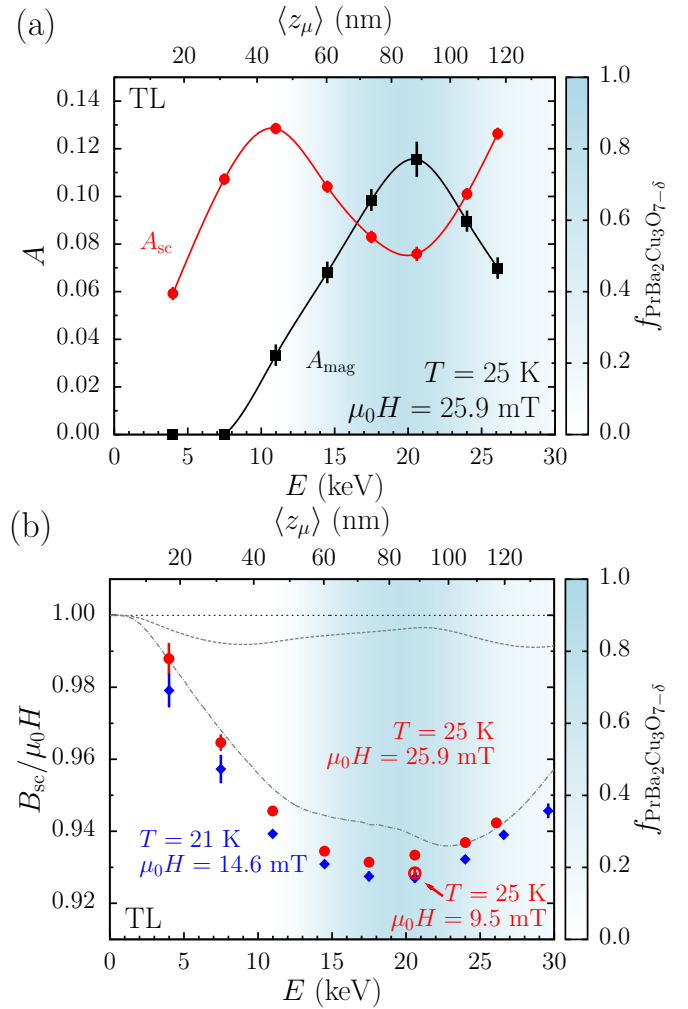 (a)
⟨z_μ⟩ (nm)
20 40 60 80 100 120
TL
0.14
0.12
0.10
0.08
0.06
0.04
0.02
0.00
A
A_sc
A_mag
T = 25 K
μ₀H = 25.9 mT
0 5 10 15 20 25 30
E (keV)
1.0
0.8
0.6
0.4
0.2
0.0
f_PrBa₂Cu₃O₇₋δ
(b)
⟨z_μ⟩ (nm)
20 40 60 80 100 120
1.00
0.98
0.96
0.94
0.92
B_sc/μ₀H
T = 25 K
μ₀H = 25.9 mT
T = 21 K
μ₀H = 14.6 mT
T = 25 K
μ₀H = 9.5 mT
TL
0 5 10 15 20 25 30
E (keV)
1.0
0.8
0.6
0.4
0.2
0.0
f_PrBa₂Cu₃O₇₋δ